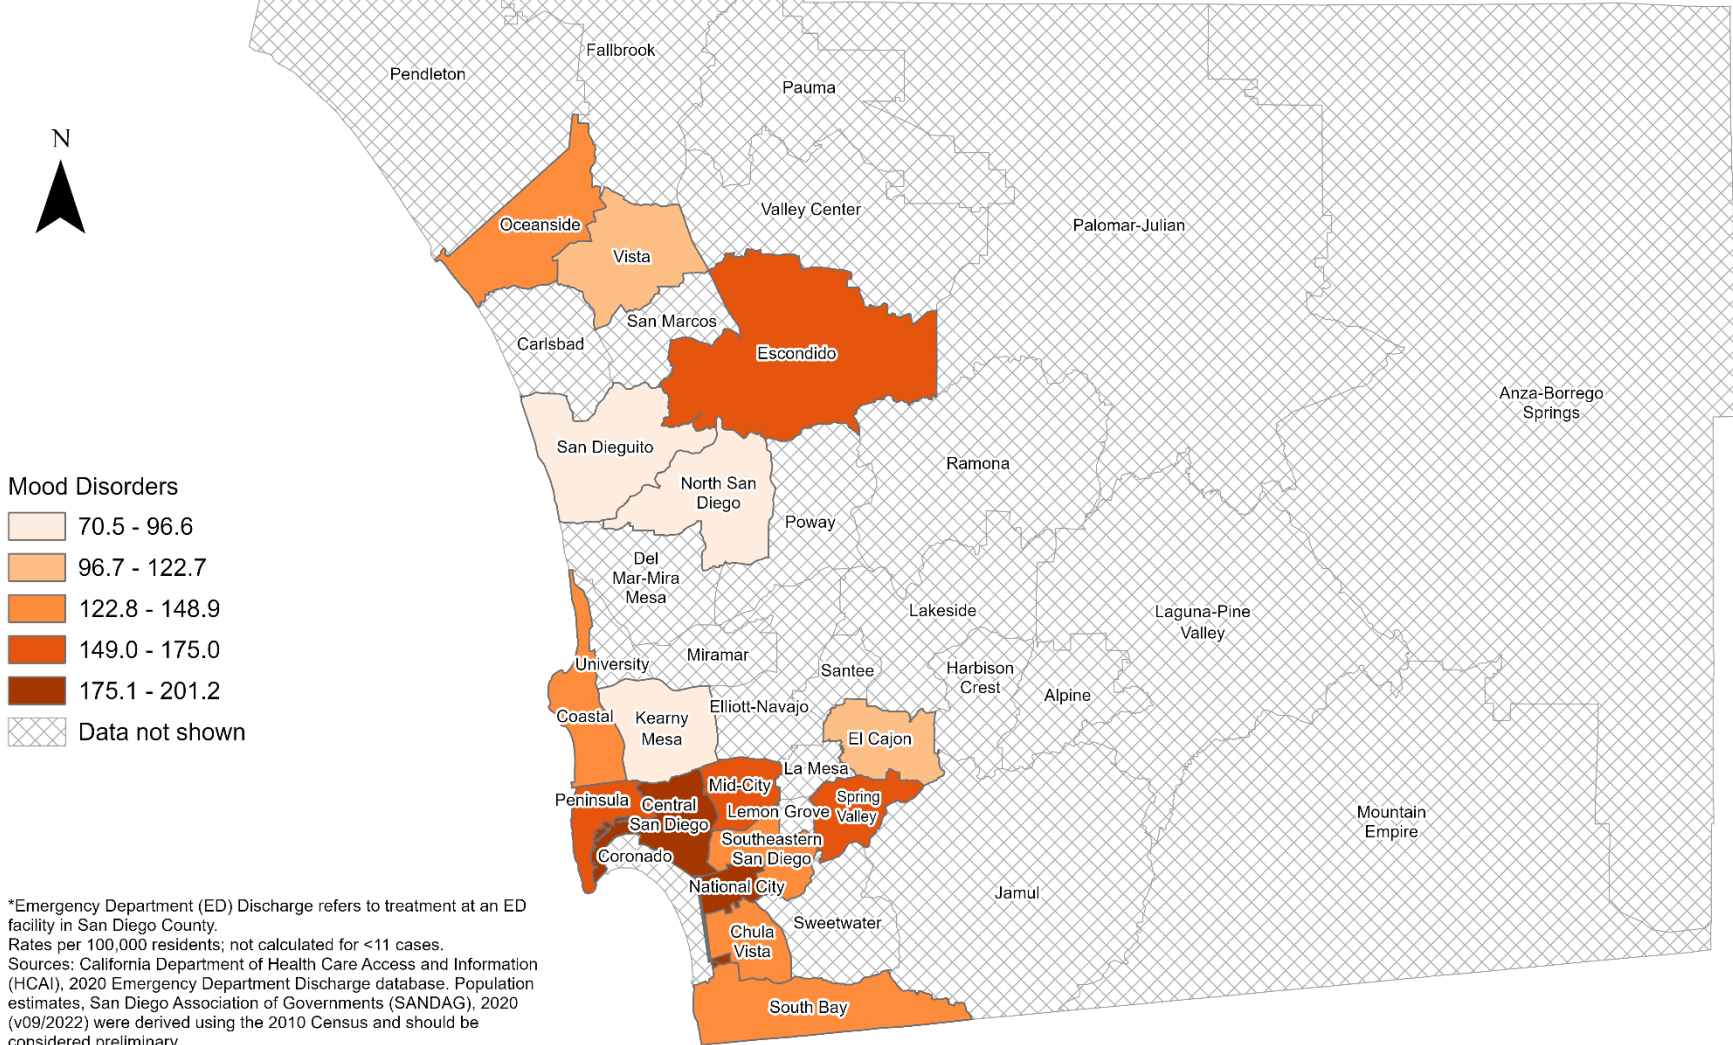 Fallbrook
Pendleton
Pauma
N
Valley Center
Oceanside
Palomar-Julian
Vista
San Marcos
Carlsbad
Escondido
Anza-Borrego
Springs
San Dieguito
Ramona
North San
Diego
Poway
Mood Disorders
70.5 - 96.6
96.7 - 122.7
122.8 - 148.9
149.0 - 175.0
175.1 - 201.2
Data not shown
Del
Mar-Mira
Mesa
Lakeside
Laguna-Pine
Valley
University
Miramar
Santee
Harbison
Crest
Alpine
Elliott-Navajo
Coastal
Kearny
Mesa
El Cajon
La Mesa
Mid-City
Peninsula
Central
San Diego
Lemon Grove
Spring
Valley
Mountain
Empire
Southeastern
San Diego
Coronado
National City
Jamul
Sweetwater
Chula
Vista
South Bay
*Emergency Department (ED) Discharge refers to treatment at an ED
facility in San Diego County.
Rates per 100,000 residents; not calculated for <11 cases.
Sources: California Department of Health Care Access and Information
(HCAI), 2020 Emergency Department Discharge database. Population
estimates, San Diego Association of Governments (SANDAG), 2020
(v09/2022) were derived using the 2010 Census and should be
considered preliminary.